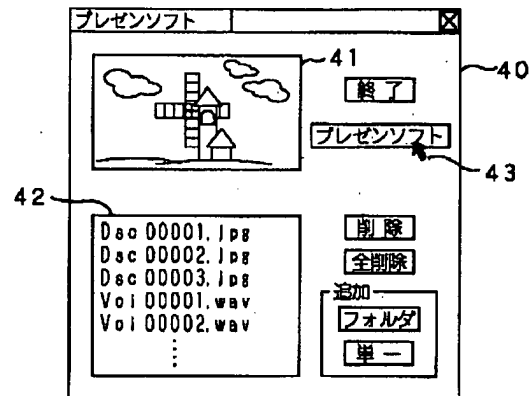 プレゼンソフト
41
40
終了
プレゼンソフト
43
42
Dsc 00001.jpg
Dsc 00002.jpg
Dsc 00003.jpg
Voi 00001.wav
Voi 00002.wav
⋮
削除
全削除
追加
フォルダ
単一